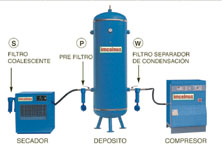 S
P
W
FILTRO
COALESCENTE
PRE FILTRO
FILTRO SEPARADOR
DE CONDENSACIÓN
SECADOR
DEPOSITO
COMPRESOR